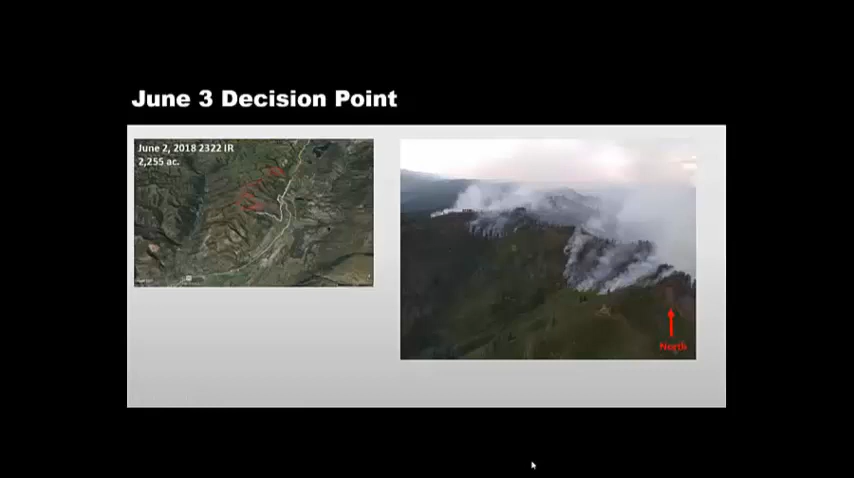 June 3 Decision Point
June 2, 2018 2322 IR
2,255 ac.
North